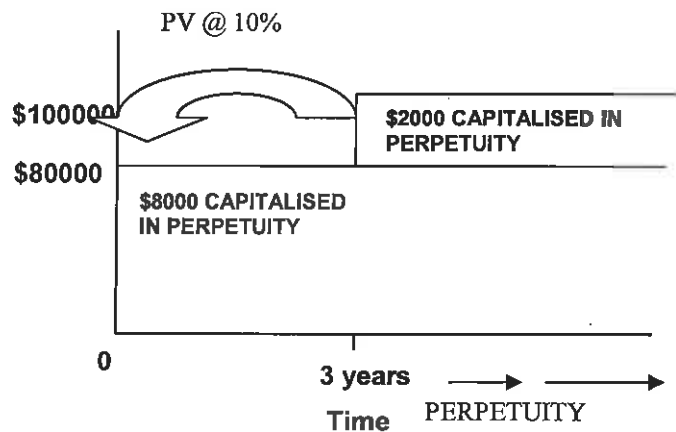 PV @ 10%
$100000
$2000 CAPITALISED IN
PERPETUITY
$80000
$8000 CAPITALISED
IN PERPETUITY
0
3 years
Time
PERPETUITY